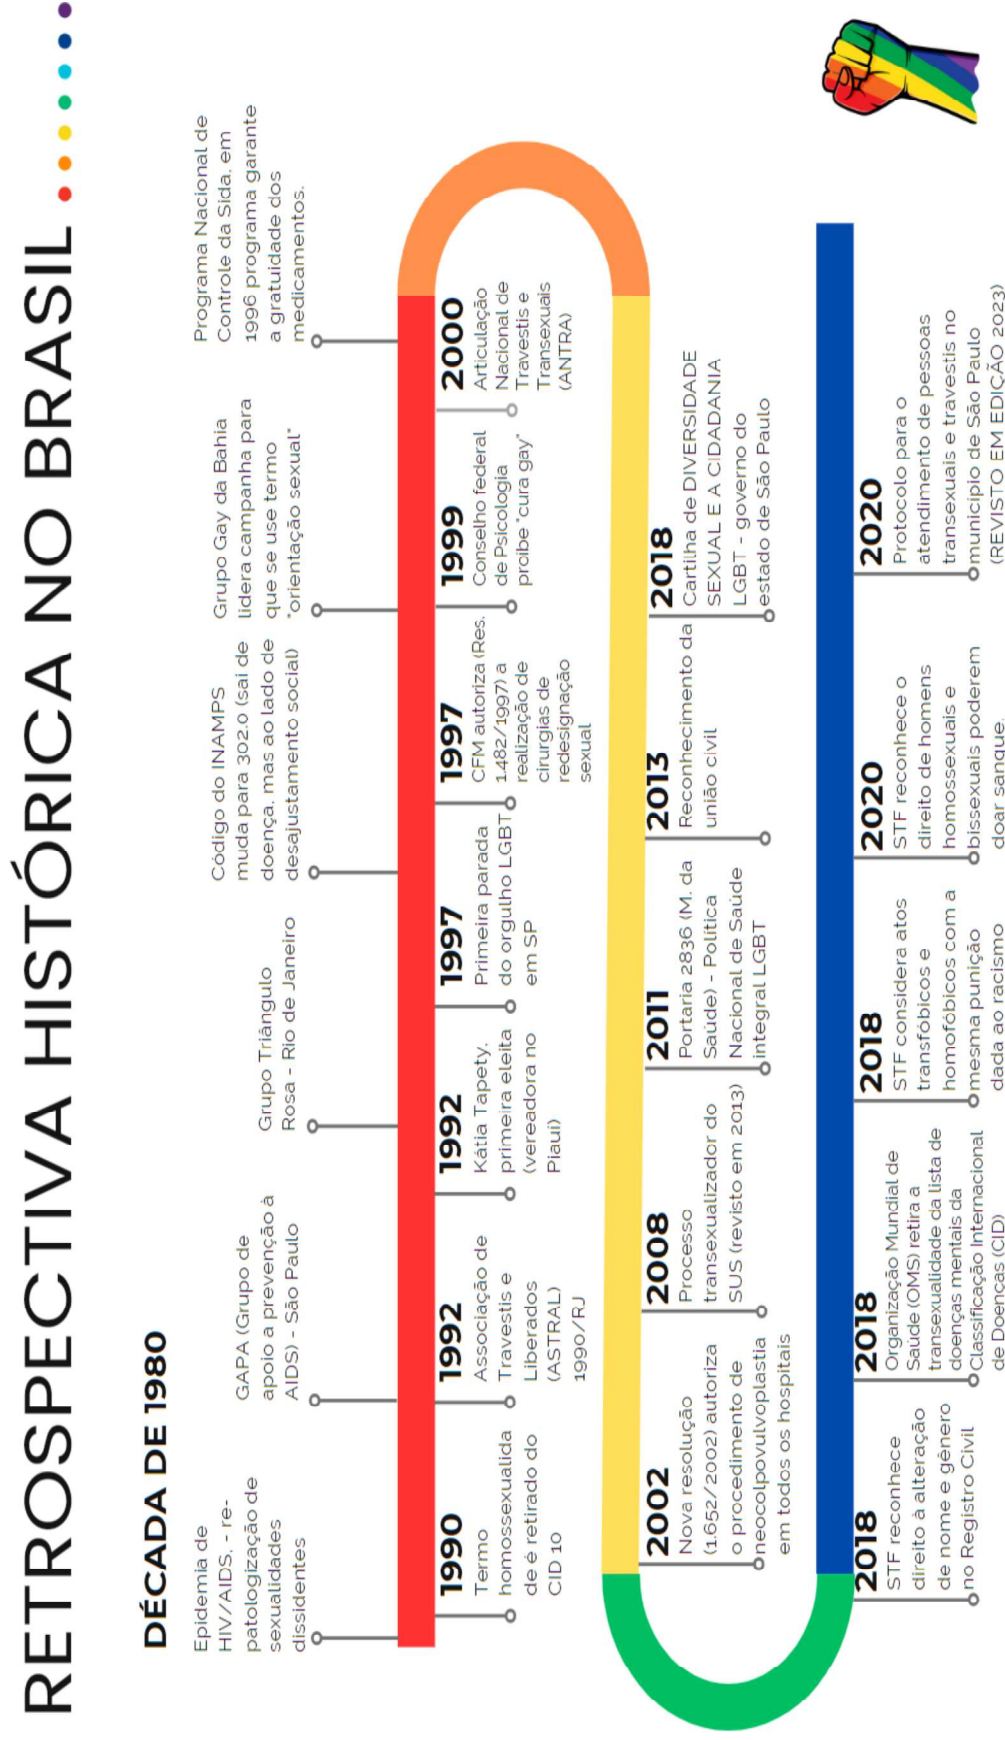 RETROSPECTIVA HISTÓRICA NO BRASIL
DÉCADA DE 1980
Epidemia de
HIV/AIDS, - re-
patologização de
sexualidades
dissidentes
GAPA (Grupo de
apoio a prevenção à
AIDS) - São Paulo
Grupo Triângulo
Rosa - Rio de Janeiro
Código do INAMPS
muda para 302.0 (sai de
doença, mas ao lado de
desajustamento social)
Grupo Gay da Bahia
lidera campanha para
que se use termo
"orientação sexual"
Programa Nacional de
Controle da Sida, em
1996 programa garante
a gratuidade dos
medicamentos.
1990
Termo
homossexualida
de é retirado do
CID 10
1992
Associação de
Travestis e
Liberados
(ASTRAL)
1990/RJ
1992
Kátia Tapety,
primeira eleita
(vereadora no
Piauí)
1997
Primeira parada
do orgulho LGBT
em SP
1997
CFM autoriza (Res.
1.482/1997) a
realização de
cirurgias de
redesignação
sexual
1999
Conselho federal
de Psicologia
proíbe "cura gay"
2000
Articulação
Nacional de
Travestis e
Transexuais
(ANTRA)
2002
Nova resolução
(1.652/2002) autoriza
o procedimento de
neocolpovulvoplastia
em todos os hospitais
2008
Processo
transexualizador do
SUS (revisto em 2013)
2011
Portaria 2836 (M. da
Saúde) - Política
Nacional de Saúde
integral LGBT
2013
Reconhecimento da
união civil
2018
Cartilha de DIVERSIDADE
SEXUAL E A CIDADANIA
LGBT - governo do
estado de São Paulo
2018
STF reconhece
direito à alteração
de nome e gênero
no Registro Civil
2018
Organização Mundial de
Saúde (OMS) retira a
transexualidade da lista de
doenças mentais da
Classificação Internacional
de Doenças (CID)
2018
STF considera atos
transfóbicos e
homofóbicos com a
mesma punição
dada ao racismo
2020
STF reconhece o
direito de homens
homossexuais e
bissexuais poderem
doar sangue.
2020
Protocolo para o
atendimento de pessoas
transexuais e travestis no
município de São Paulo
(REVISTO EM EDIÇÃO 2023)